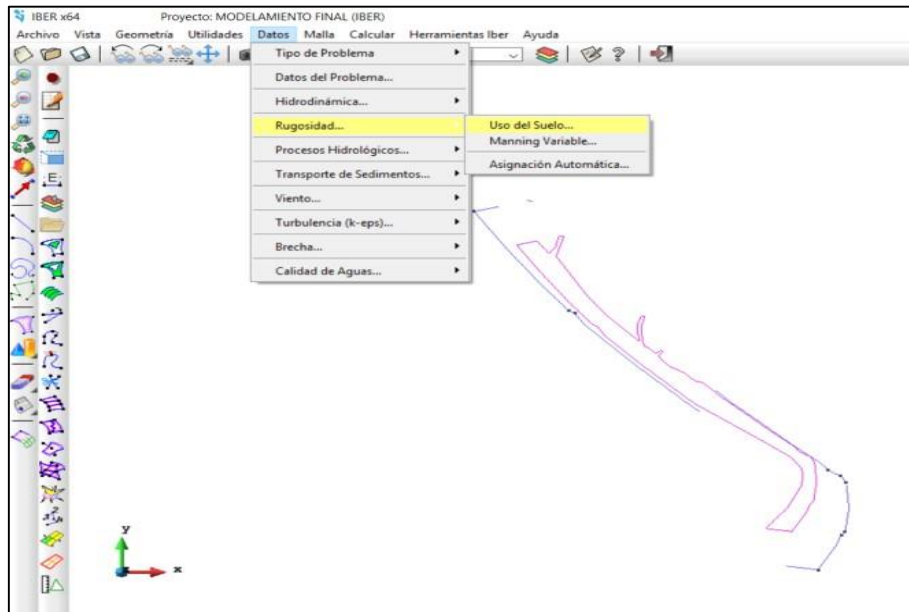 IBER x64 Proyecto: MODELAMIENTO FINAL (IBER)
Archivo Vista Geometría Utilidades Datos Malla Calcular Herramientas Iber Ayuda
Tipo de Problema
Datos del Problema...
Hidrodinámica...
Rugosidad...
Uso del Suelo...
Manning Variable...
Asignación Automática...
Procesos Hidrológicos...
Transporte de Sedimentos...
Viento...
Turbulencia (k-eps)...
Brecha...
Calidad de Aguas...
E
y
x